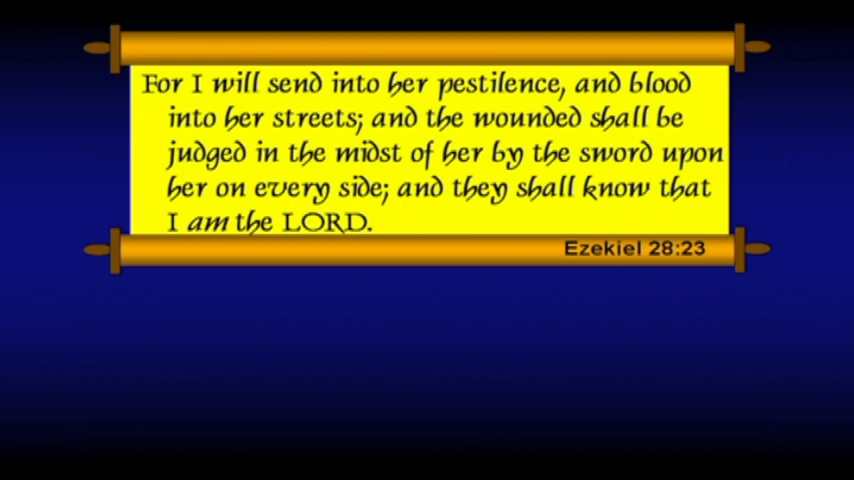 For I will send into her pestilence, and blood
into her streets; and the wounded shall be
judged in the midst of her by the sword upon
her on every side; and they shall know that
I am the LORD.
Ezekiel 28:23